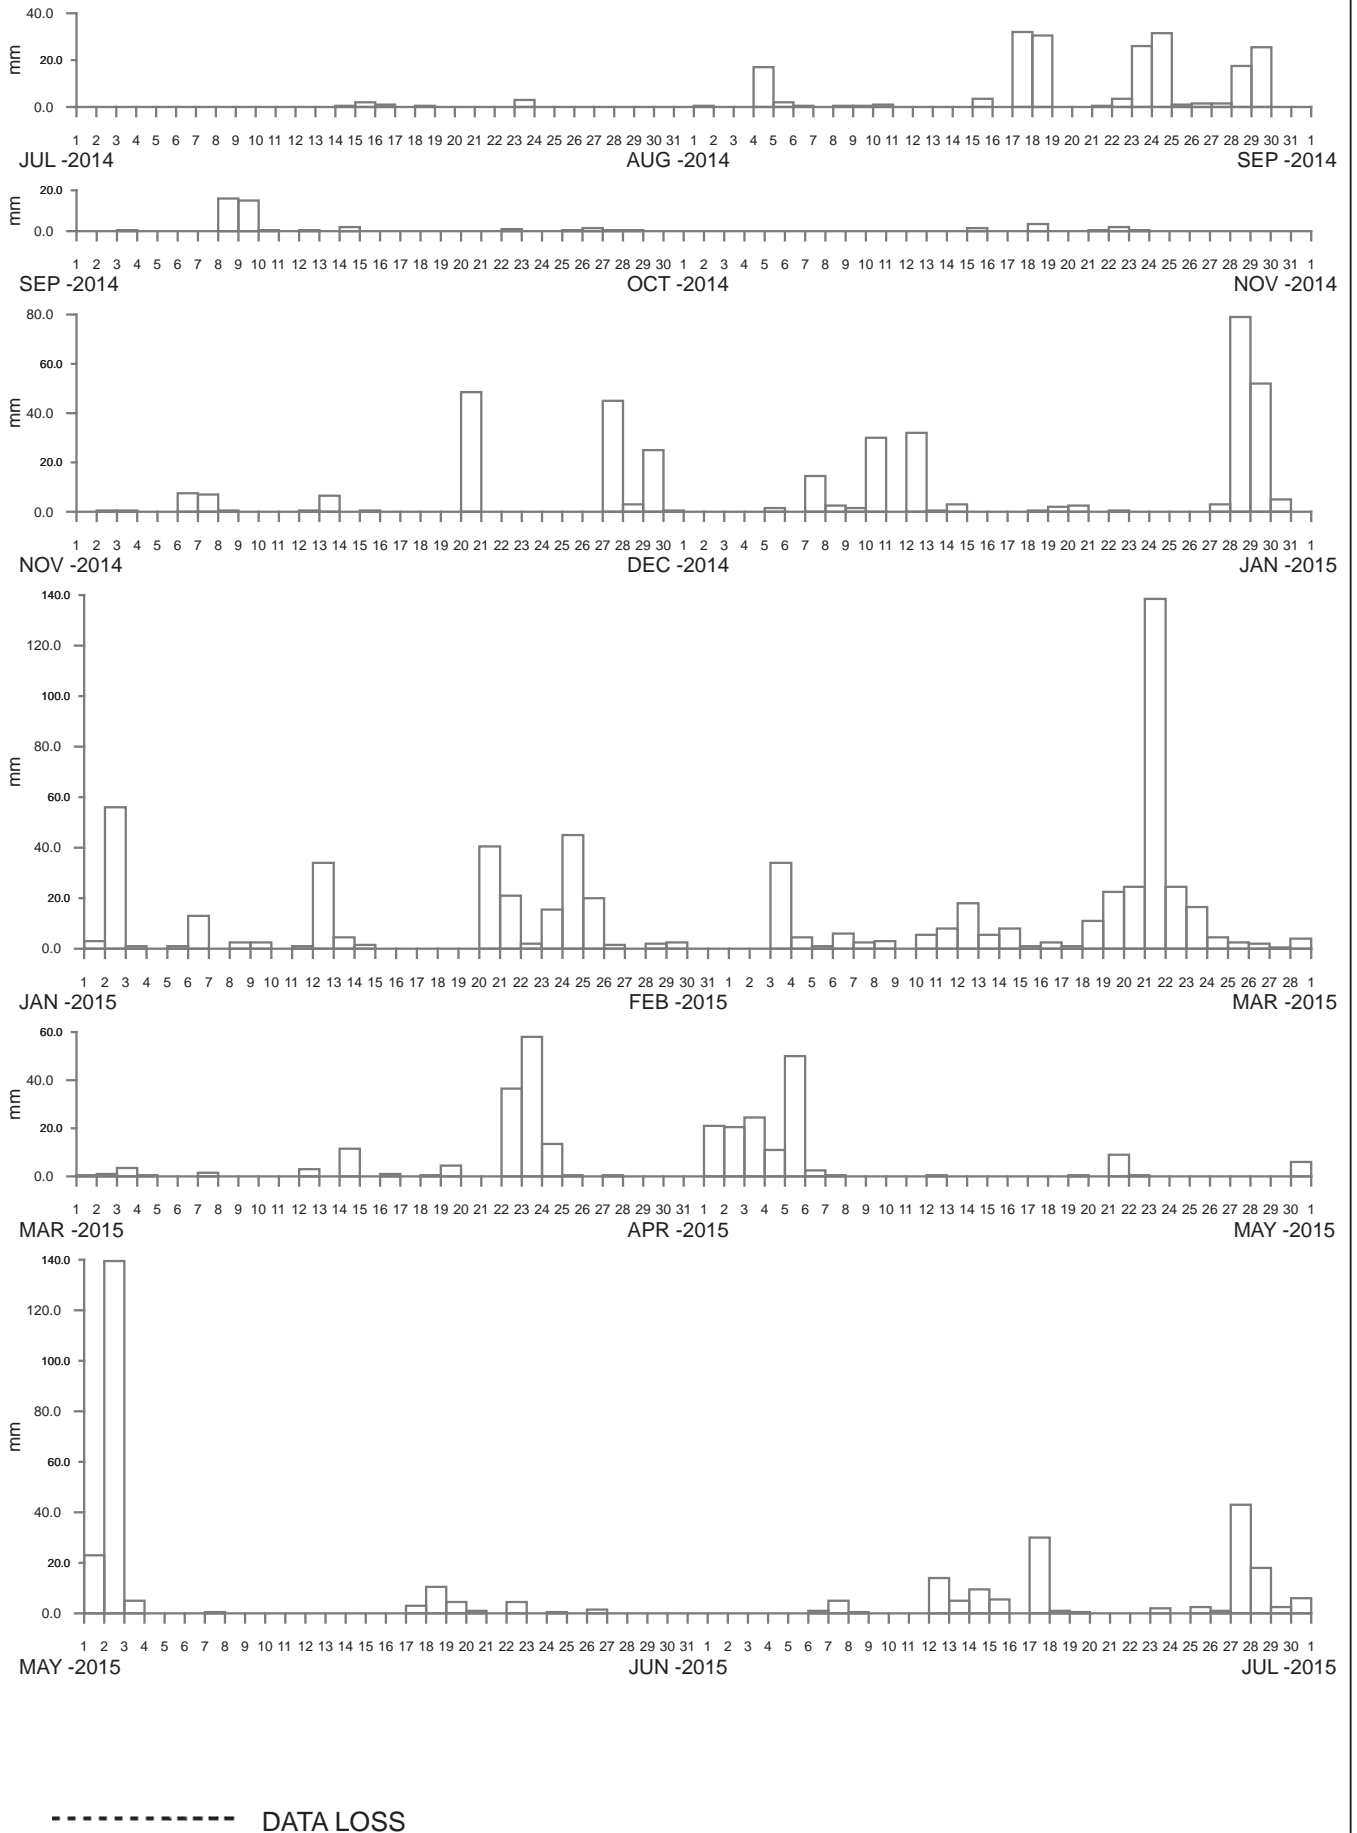 40.0
mm
20.0
0.0
1 2 3 4 5 6 7 8 9 10 11 12 13 14 15 16 17 18 19 20 21 22 23 24 25 26 27 28 29 30 31 1 2 3 4 5 6 7 8 9 10 11 12 13 14 15 16 17 18 19 20 21 22 23 24 25 26 27 28 29 30 31 1
JUL -2014 AUG -2014 SEP -2014
20.0
mm
0.0
1 2 3 4 5 6 7 8 9 10 11 12 13 14 15 16 17 18 19 20 21 22 23 24 25 26 27 28 29 30 1 2 3 4 5 6 7 8 9 10 11 12 13 14 15 16 17 18 19 20 21 22 23 24 25 26 27 28 29 30 31 1
SEP -2014 OCT -2014 NOV -2014
80.0
60.0
mm
40.0
20.0
0.0
1 2 3 4 5 6 7 8 9 10 11 12 13 14 15 16 17 18 19 20 21 22 23 24 25 26 27 28 29 30 1 2 3 4 5 6 7 8 9 10 11 12 13 14 15 16 17 18 19 20 21 22 23 24 25 26 27 28 29 30 31 1
NOV -2014 DEC -2014 JAN -2015
140.0
120.0
100.0
80.0
mm
60.0
40.0
20.0
0.0
1 2 3 4 5 6 7 8 9 10 11 12 13 14 15 16 17 18 19 20 21 22 23 24 25 26 27 28 29 30 31 1 2 3 4 5 6 7 8 9 10 11 12 13 14 15 16 17 18 19 20 21 22 23 24 25 26 27 28 1
JAN -2015 FEB -2015 MAR -2015
60.0
40.0
mm
20.0
0.0
1 2 3 4 5 6 7 8 9 10 11 12 13 14 15 16 17 18 19 20 21 22 23 24 25 26 27 28 29 30 31 1 2 3 4 5 6 7 8 9 10 11 12 13 14 15 16 17 18 19 20 21 22 23 24 25 26 27 28 29 30 1
MAR -2015 APR -2015 MAY -2015
140.0
120.0
100.0
80.0
mm
60.0
40.0
20.0
0.0
1 2 3 4 5 6 7 8 9 10 11 12 13 14 15 16 17 18 19 20 21 22 23 24 25 26 27 28 29 30 31 1 2 3 4 5 6 7 8 9 10 11 12 13 14 15 16 17 18 19 20 21 22 23 24 25 26 27 28 29 30 1
MAY -2015 JUN -2015 JUL -2015
DATA LOSS